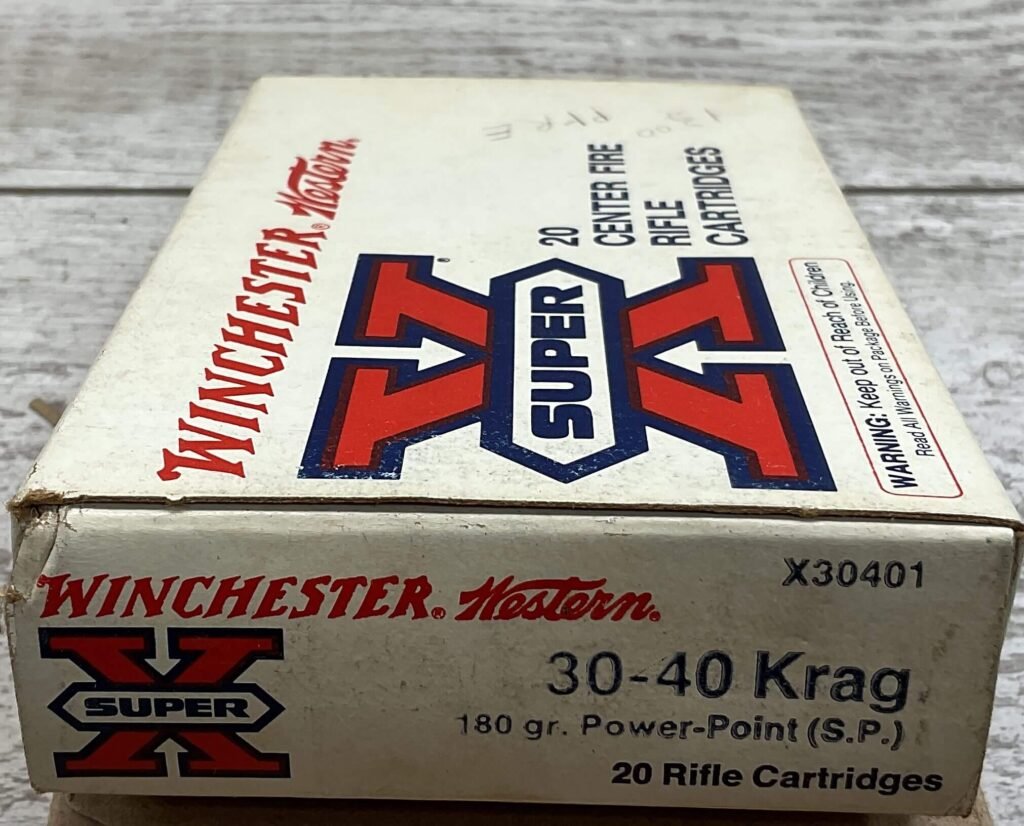 WINCHESTER® Western®
SUPER X®
20
CENTER FIRE
RIFLE
CARTRIDGES
WARNING: Keep out of Reach of Children
Read All Warnings on Package Before Using.
WINCHESTER® Western®
X30401
SUPER X
30-40 Krag
180 gr. Power-Point (S.P.)
20 Rifle Cartridges